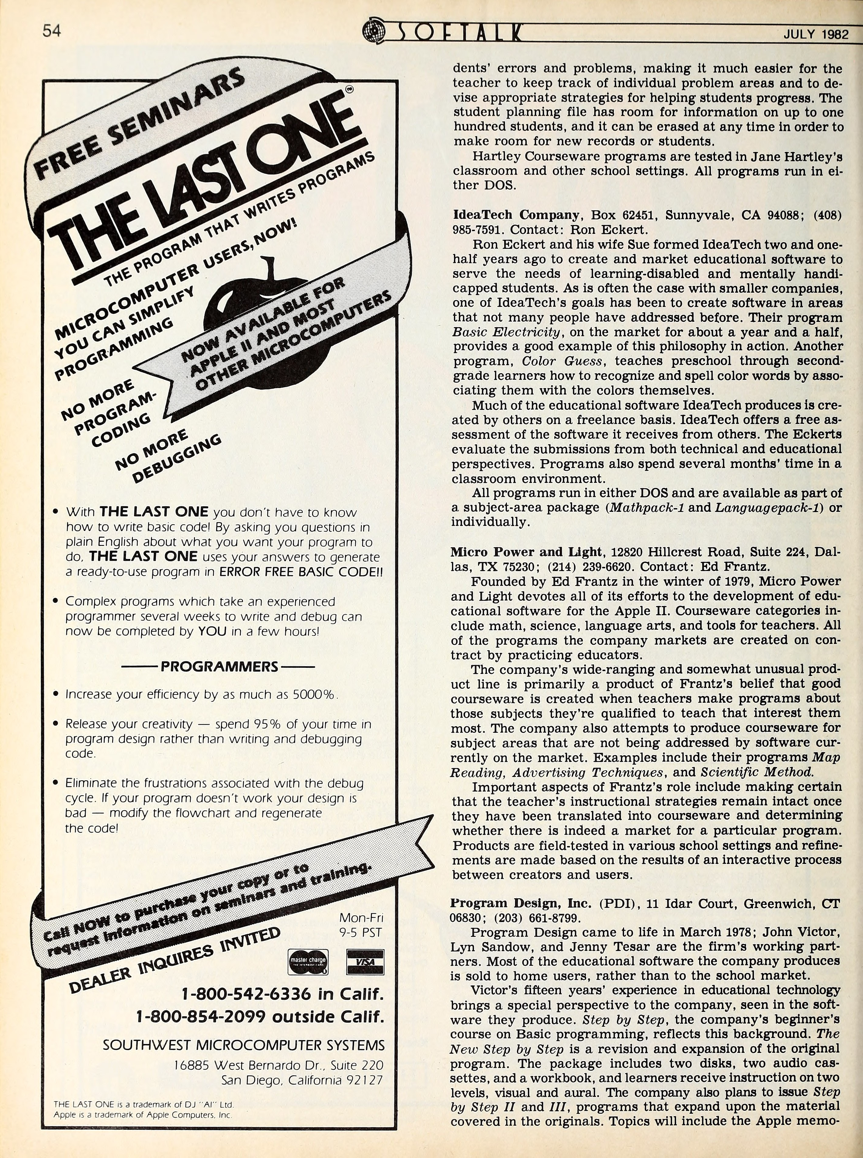 54
SOFTALK
JULY 1982
FREE SEMINARS
THE LAST ONE
THE PROGRAM THAT WRITES PROGRAMS
MICROCOMPUTER USERS, NOW!
YOU CAN SIMPLIFY
PROGRAMMING
NOW AVAILABLE FOR
APPLE II AND MOST
OTHER MICROCOMPUTERS
NO MORE
PROGRAM-
CODING
NO MORE
DEBUGGING
• With THE LAST ONE you don't have to know
how to write basic code! By asking you questions in
plain English about what you want your program to
do, THE LAST ONE uses your answers to generate
a ready-to-use program in ERROR FREE BASIC CODE!!
• Complex programs which take an experienced
programmer several weeks to write and debug can
now be completed by YOU in a few hours!
PROGRAMMERS
• Increase your efficiency by as much as 5000%.
• Release your creativity — spend 95% of your time in
program design rather than writing and debugging
code.
• Eliminate the frustrations associated with the debug
cycle. If your program doesn't work your design is
bad — modify the flowchart and regenerate
the code!
Call NOW to purchase your copy or to
request information on seminars and training.
Mon-Fri
9-5 PST
DEALER INQUIRES INVITED
master charge
VISA
1-800-542-6336 in Calif.
1-800-854-2099 outside Calif.
SOUTHWEST MICROCOMPUTER SYSTEMS
16885 West Bernardo Dr., Suite 220
San Diego, California 92127
THE LAST ONE is a trademark of DJ "AI" Ltd.
Apple is a trademark of Apple Computers, Inc.
dents' errors and problems, making it much easier for the
teacher to keep track of individual problem areas and to de-
vise appropriate strategies for helping students progress. The
student planning file has room for information on up to one
hundred students, and it can be erased at any time in order to
make room for new records or students.
Hartley Courseware programs are tested in Jane Hartley's
classroom and other school settings. All programs run in ei-
ther DOS.
IdeaTech Company, Box 62451, Sunnyvale, CA 94088; (408)
985-7591. Contact: Ron Eckert.
Ron Eckert and his wife Sue formed IdeaTech two and one-
half years ago to create and market educational software to
serve the needs of learning-disabled and mentally handi-
capped students. As is often the case with smaller companies,
one of IdeaTech's goals has been to create software in areas
that not many people have addressed before. Their program
Basic Electricity, on the market for about a year and a half,
provides a good example of this philosophy in action. Another
program, Color Guess, teaches preschool through second-
grade learners how to recognize and spell color words by asso-
ciating them with the colors themselves.
Much of the educational software IdeaTech produces is cre-
ated by others on a freelance basis. IdeaTech offers a free as-
sessment of the software it receives from others. The Eckerts
evaluate the submissions from both technical and educational
perspectives. Programs also spend several months' time in a
classroom environment.
All programs run in either DOS and are available as part of
a subject-area package (Mathpack-1 and Languagepack-1) or
individually.
Micro Power and Light, 12820 Hillcrest Road, Suite 224, Dal-
las, TX 75230; (214) 239-6620. Contact: Ed Frantz.
Founded by Ed Frantz in the winter of 1979, Micro Power
and Light devotes all of its efforts to the development of edu-
cational software for the Apple II. Courseware categories in-
clude math, science, language arts, and tools for teachers. All
of the programs the company markets are created on con-
tract by practicing educators.
The company's wide-ranging and somewhat unusual prod-
uct line is primarily a product of Frantz's belief that good
courseware is created when teachers make programs about
those subjects they're qualified to teach that interest them
most. The company also attempts to produce courseware for
subject areas that are not being addressed by software cur-
rently on the market. Examples include their programs Map
Reading, Advertising Techniques, and Scientific Method.
Important aspects of Frantz's role include making certain
that the teacher's instructional strategies remain intact once
they have been translated into courseware and determining
whether there is indeed a market for a particular program.
Products are field-tested in various school settings and refine-
ments are made based on the results of an interactive process
between creators and users.
Program Design, Inc. (PDI), 11 Idar Court, Greenwich, CT
06830; (203) 661-8799.
Program Design came to life in March 1978; John Victor,
Lyn Sandow, and Jenny Tesar are the firm's working part-
ners. Most of the educational software the company produces
is sold to home users, rather than to the school market.
Victor's fifteen years' experience in educational technology
brings a special perspective to the company, seen in the soft-
ware they produce. Step by Step, the company's beginner's
course on Basic programming, reflects this background. The
New Step by Step is a revision and expansion of the original
program. The package includes two disks, two audio cas-
settes, and a workbook, and learners receive instruction on two
levels, visual and aural. The company also plans to issue Step
by Step II and III, programs that expand upon the material
covered in the originals. Topics will include the Apple memo-